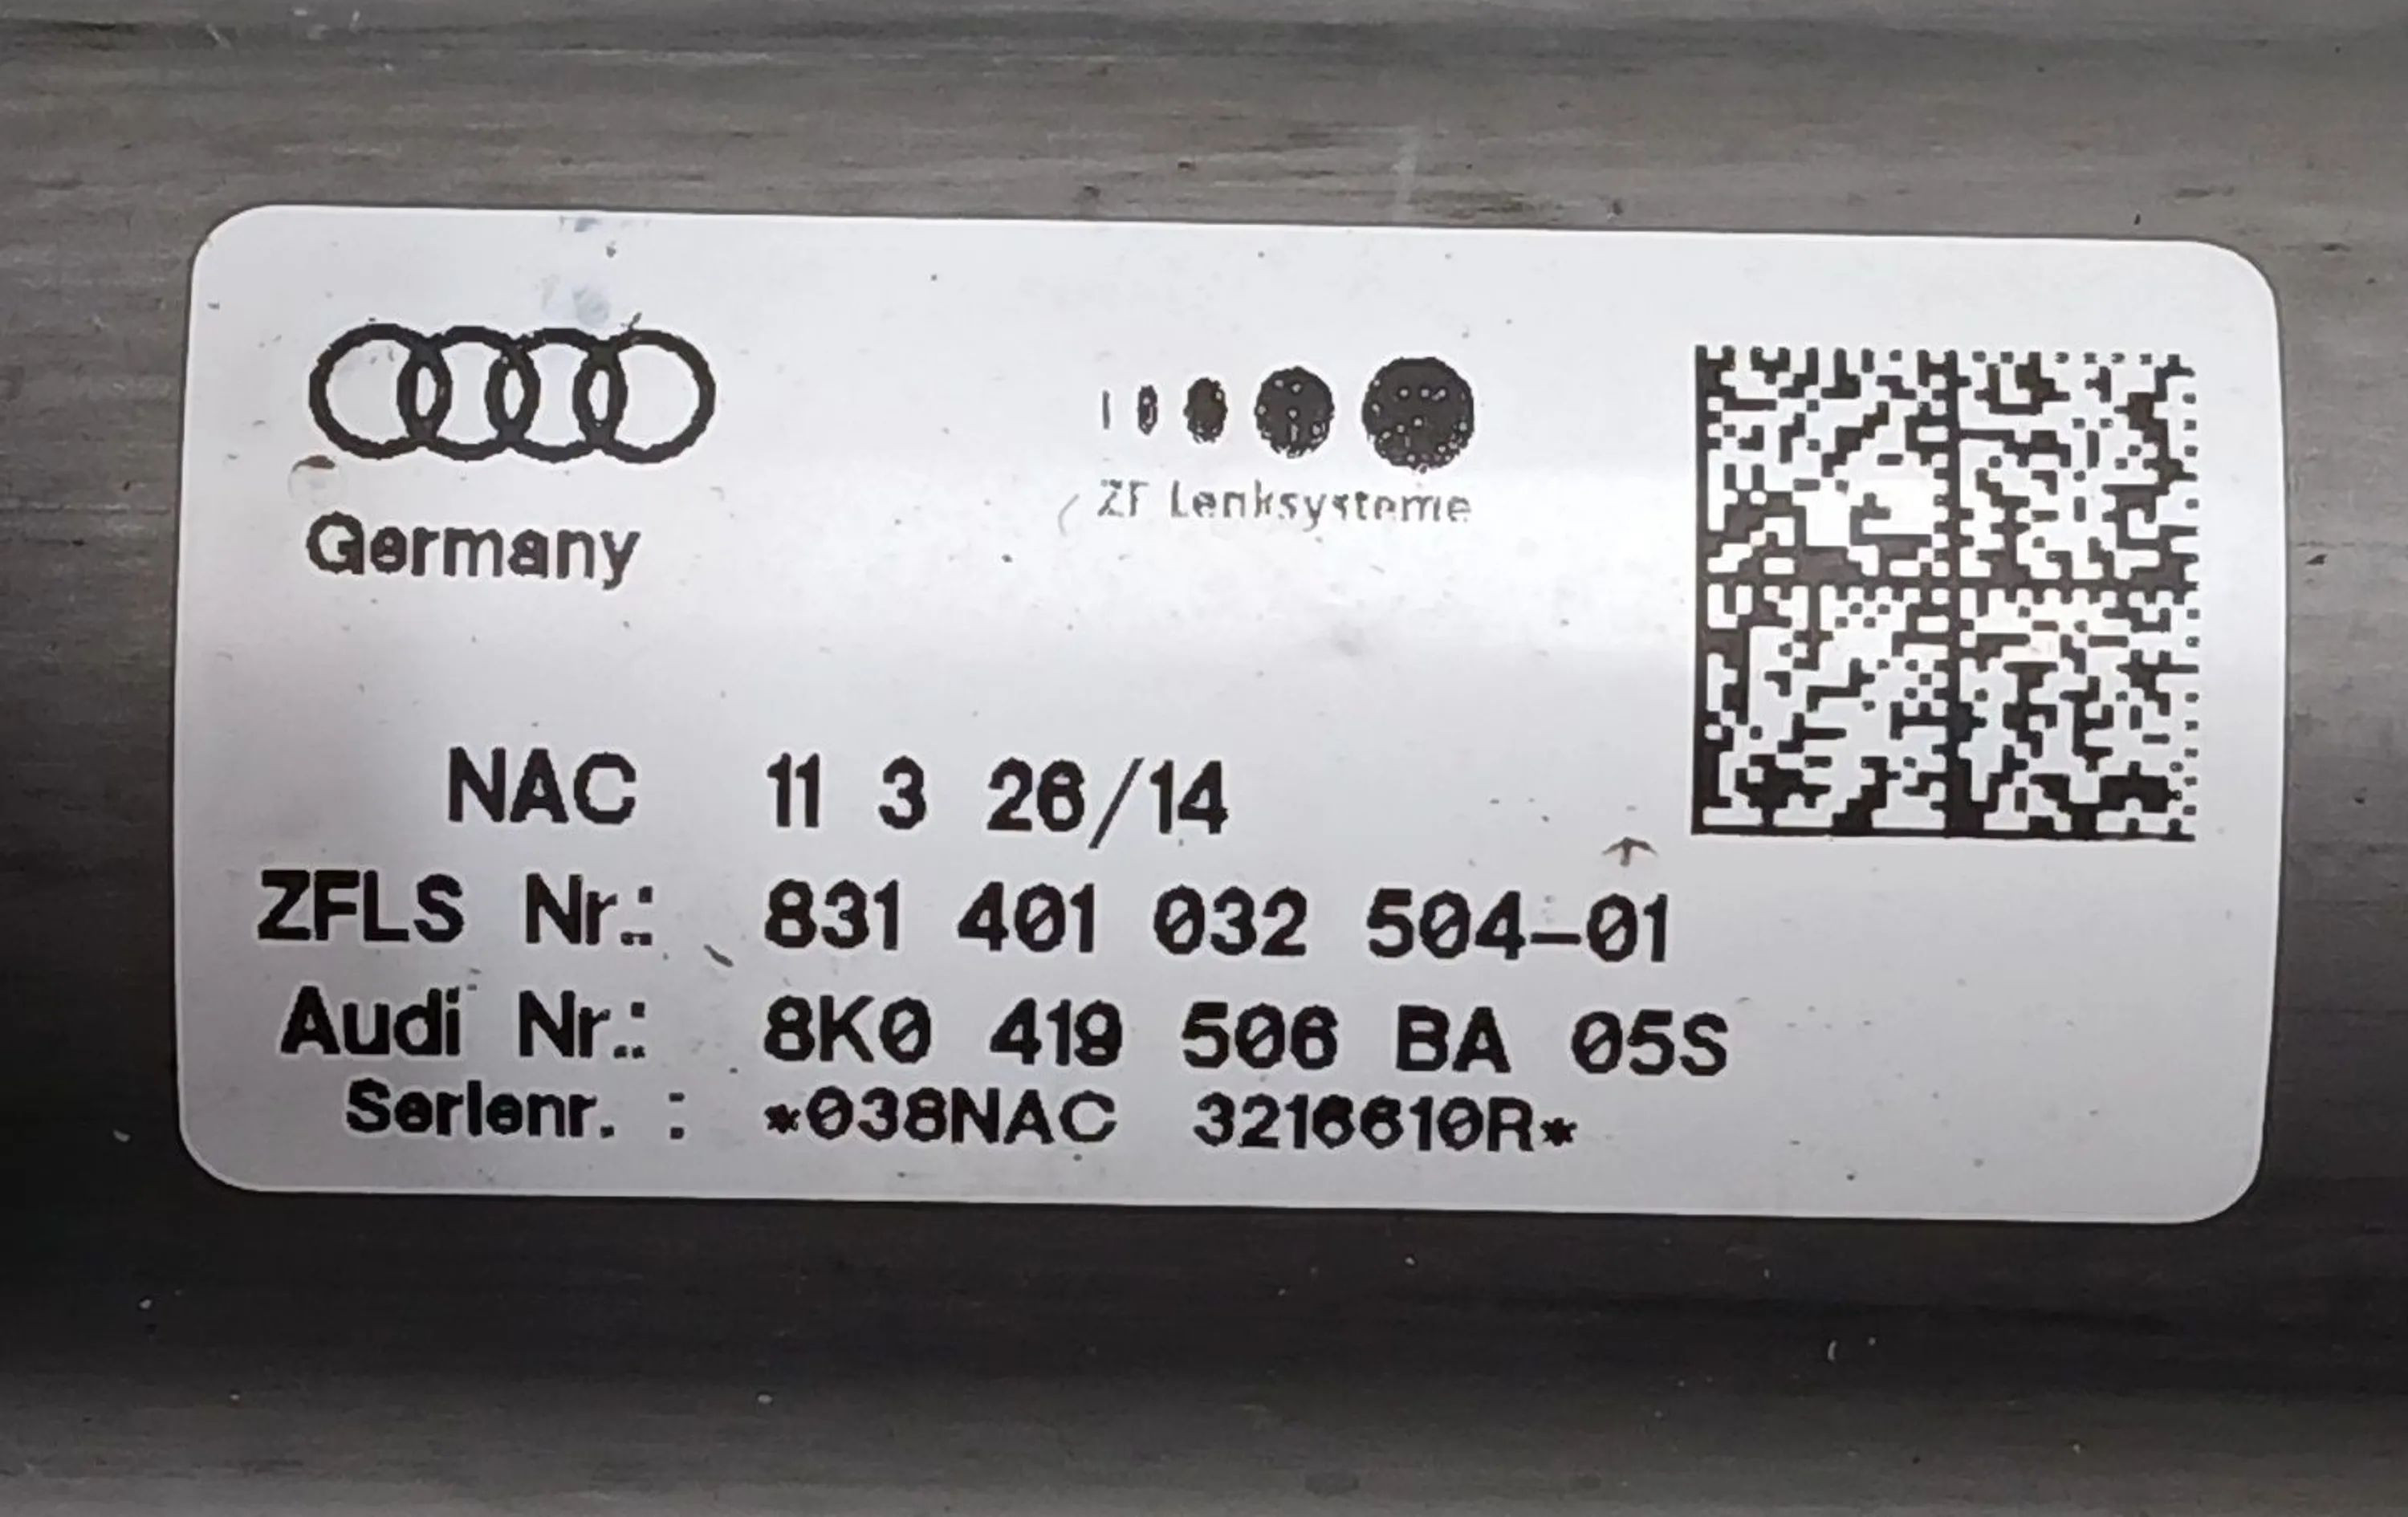 ZF Lenksysteme
Germany
NAC 11 3 26/14
ZFLS Nr.: 831 401 032 504-01
Audi Nr.: 8K0 419 506 BA 05S
Serienr. : *038NAC 3216610R*